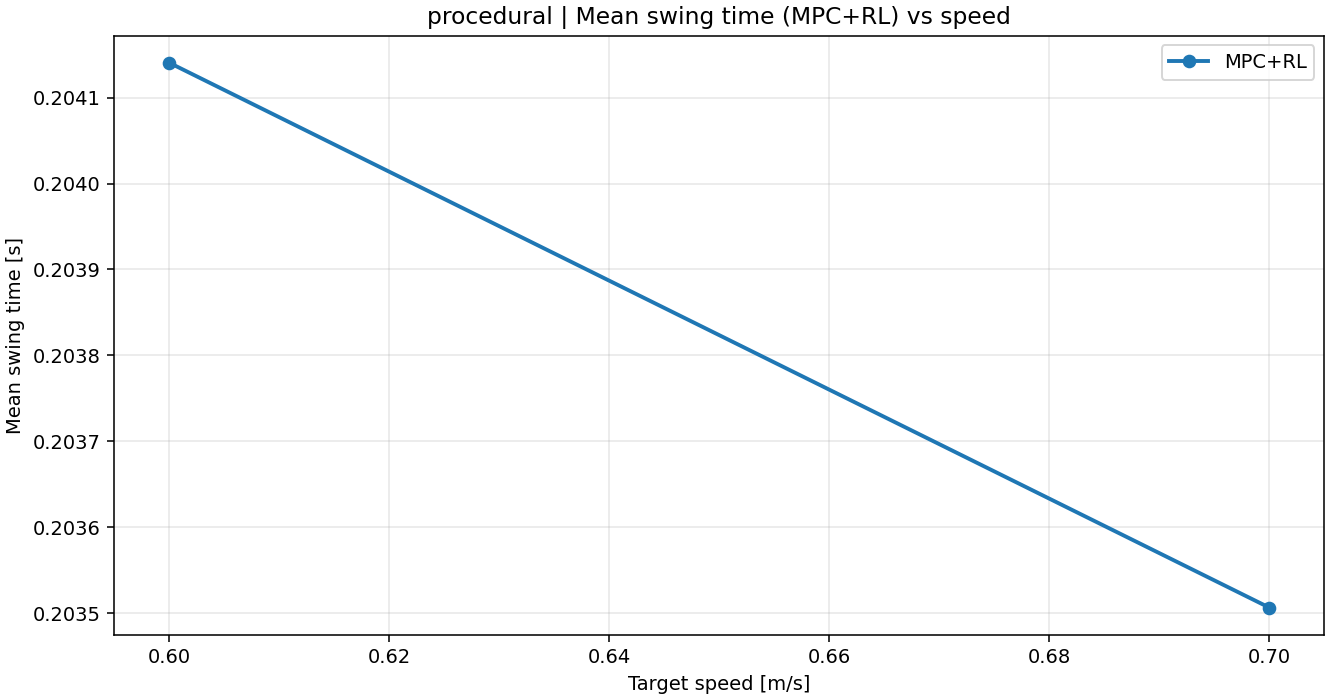 procedural | Mean swing time (MPC+RL) vs speed
MPC+RL
Mean swing time [s]
0.2041
0.2040
0.2039
0.2038
0.2037
0.2036
0.2035
0.60 0.62 0.64 0.66 0.68 0.70
Target speed [m/s]